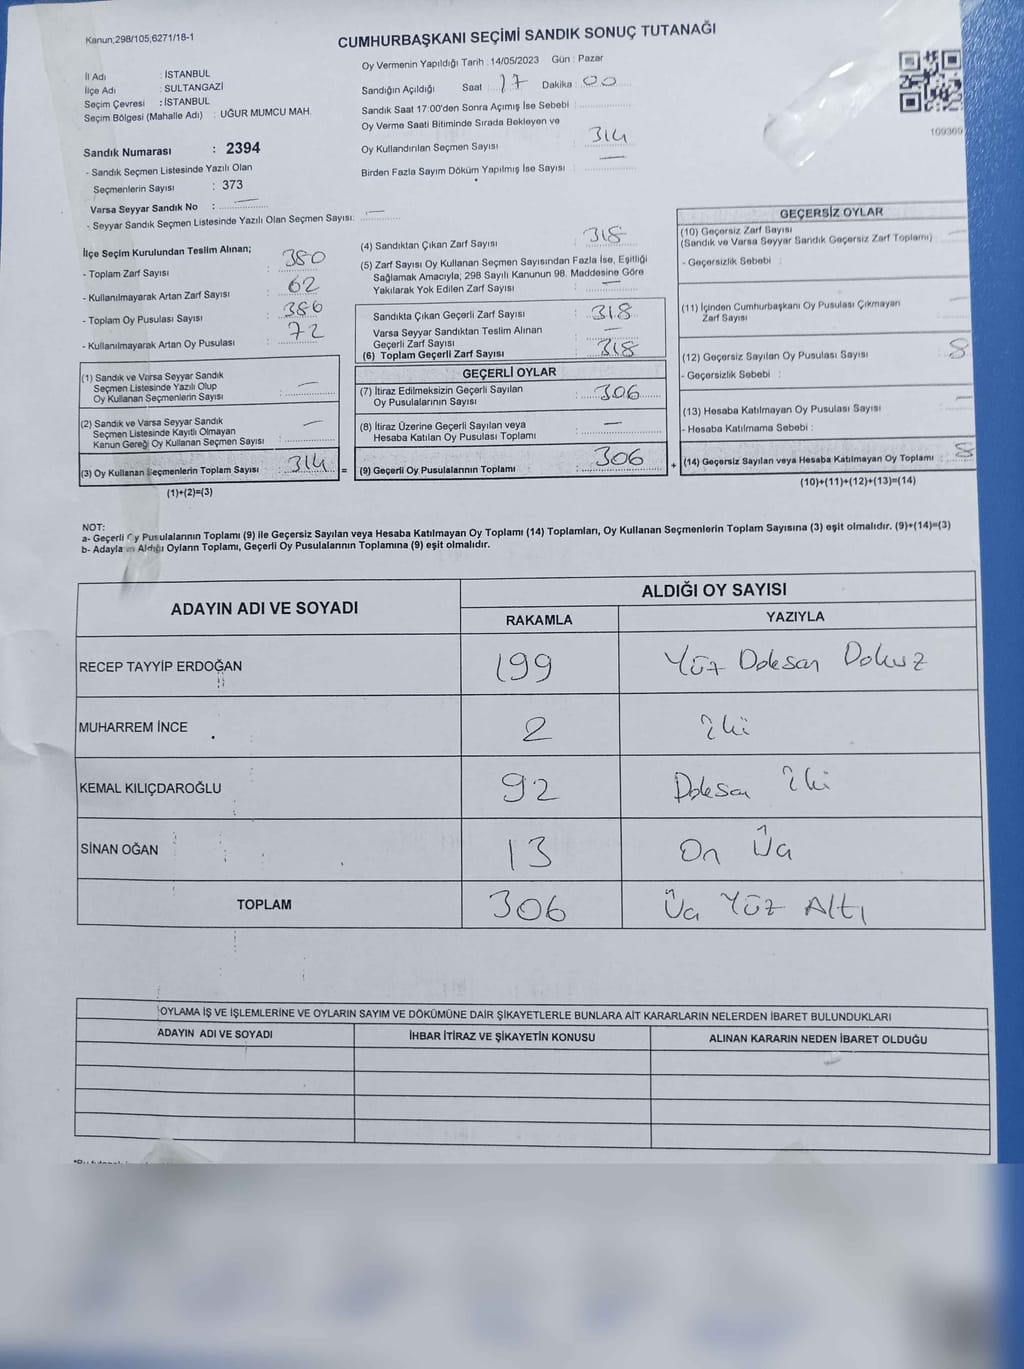 Kanun;298/105;6271/18-1
CUMHURBAŞKANI SEÇİMİ SANDIK SONUÇ TUTANAĞI
İl Adı : İSTANBUL
İlçe Adı : SULTANGAZİ
Seçim Çevresi : İSTANBUL
Seçim Bölgesi (Mahalle Adı) : UĞUR MUMCU MAH.
Sandık Numarası : 2394
- Sandık Seçmen Listesinde Yazılı Olan
Seçmenlerin Sayısı : 373
Varsa Seyyar Sandık No : —
- Seyyar Sandık Seçmen Listesinde Yazılı Olan Seçmen Sayısı: —
Oy Vermenin Yapıldığı Tarih : 14/05/2023 Gün : Pazar
Sandığın Açıldığı Saat 17 Dakika : 00
Sandık Saat 17:00'den Sonra Açımış İse Sebebi :
Oy Verme Saati Bitiminde Sırada Bekleyen ve
Oy Kullandırılan Seçmen Sayısı : 314
Birden Fazla Sayım Döküm Yapılmış İse Sayısı : —
109309
İlçe Seçim Kurulundan Teslim Alınan;
- Toplam Zarf Sayısı : 380
- Kullanılmayarak Artan Zarf Sayısı : 62
- Toplam Oy Pusulası Sayısı : 386
- Kullanılmayarak Artan Oy Pusulası : 72
(1) Sandık ve Varsa Seyyar Sandık
Seçmen Listesinde Yazılı Olup
Oy Kullanan Seçmenlerin Sayısı : —
(2) Sandık ve Varsa Seyyar Sandık
Seçmen Listesinde Kayıtlı Olmayan
Kanun Gereği Oy Kullanan Seçmen Sayısı : —
(3) Oy Kullanan Seçmenlerin Toplam Sayısı : 314 =
(1)+(2)=(3)
(4) Sandıktan Çıkan Zarf Sayısı : 318
(5) Zarf Sayısı Oy Kullanan Seçmen Sayısından Fazla İse, Eşitliği
Sağlamak Amacıyla; 298 Sayılı Kanunun 98. Maddesine Göre
Yakılarak Yok Edilen Zarf Sayısı : —
Sandıkta Çıkan Geçerli Zarf Sayısı : 318
Varsa Seyyar Sandıktan Teslim Alınan
Geçerli Zarf Sayısı : —
(6) Toplam Geçerli Zarf Sayısı : 318
GEÇERLİ OYLAR
(7) İtiraz Edilmeksizin Geçerli Sayılan
Oy Pusulalarının Sayısı : 306
(8) İtiraz Üzerine Geçerli Sayılan veya
Hesaba Katılan Oy Pusulası Toplamı : —
(9) Geçerli Oy Pusulalarının Toplamı : 306 +
GEÇERSİZ OYLAR
(10) Geçersiz Zarf Sayısı
(Sandık ve Varsa Seyyar Sandık Geçersiz Zarf Toplamı) —
- Geçersizlik Sebebi :
(11) İçinden Cumhurbaşkanı Oy Pusulası Çıkmayan
Zarf Sayısı —
(12) Geçersiz Sayılan Oy Pusulası Sayısı 8
- Geçersizlik Sebebi :
(13) Hesaba Katılmayan Oy Pusulası Sayısı —
- Hesaba Katılmama Sebebi :
(14) Geçersiz Sayılan veya Hesaba Katılmayan Oy Toplamı : 8
(10)+(11)+(12)+(13)=(14)
NOT:
a- Geçerli Oy Pusulalarının Toplamı (9) ile Geçersiz Sayılan veya Hesaba Katılmayan Oy Toplamı (14) Toplamları, Oy Kullanan Seçmenlerin Toplam Sayısına (3) eşit olmalıdır. (9)+(14)=(3)
b- Adayların Aldığı Oyların Toplamı, Geçerli Oy Pusulalarının Toplamına (9) eşit olmalıdır.
ADAYIN ADI VE SOYADI
ALDIĞI OY SAYISI
RAKAMLA YAZIYLA
RECEP TAYYİP ERDOĞAN 199 Yüz Doksan Dokuz
MUHARREM İNCE 2 İki
KEMAL KILIÇDAROĞLU 92 Doksan İki
SİNAN OĞAN 13 On Üç
TOPLAM 306 Üç Yüz Altı
OYLAMA İŞ VE İŞLEMLERİNE VE OYLARIN SAYIM VE DÖKÜMÜNE DAİR ŞİKAYETLERLE BUNLARA AİT KARARLARIN NELERDEN İBARET BULUNDUKLARI
ADAYIN ADI VE SOYADI İHBAR İTİRAZ VE ŞİKAYETİN KONUSU ALINAN KARARIN NEDEN İBARET OLDUĞU